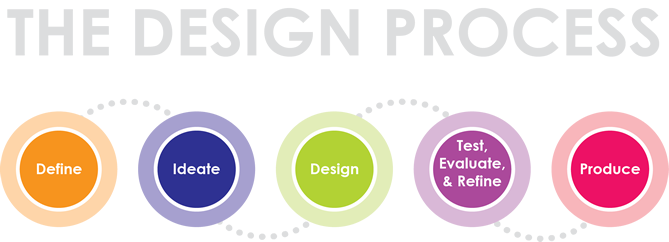 THE DESIGN PROCESS
Define
Ideate
Design
Test,
Evaluate,
& Refine
Produce